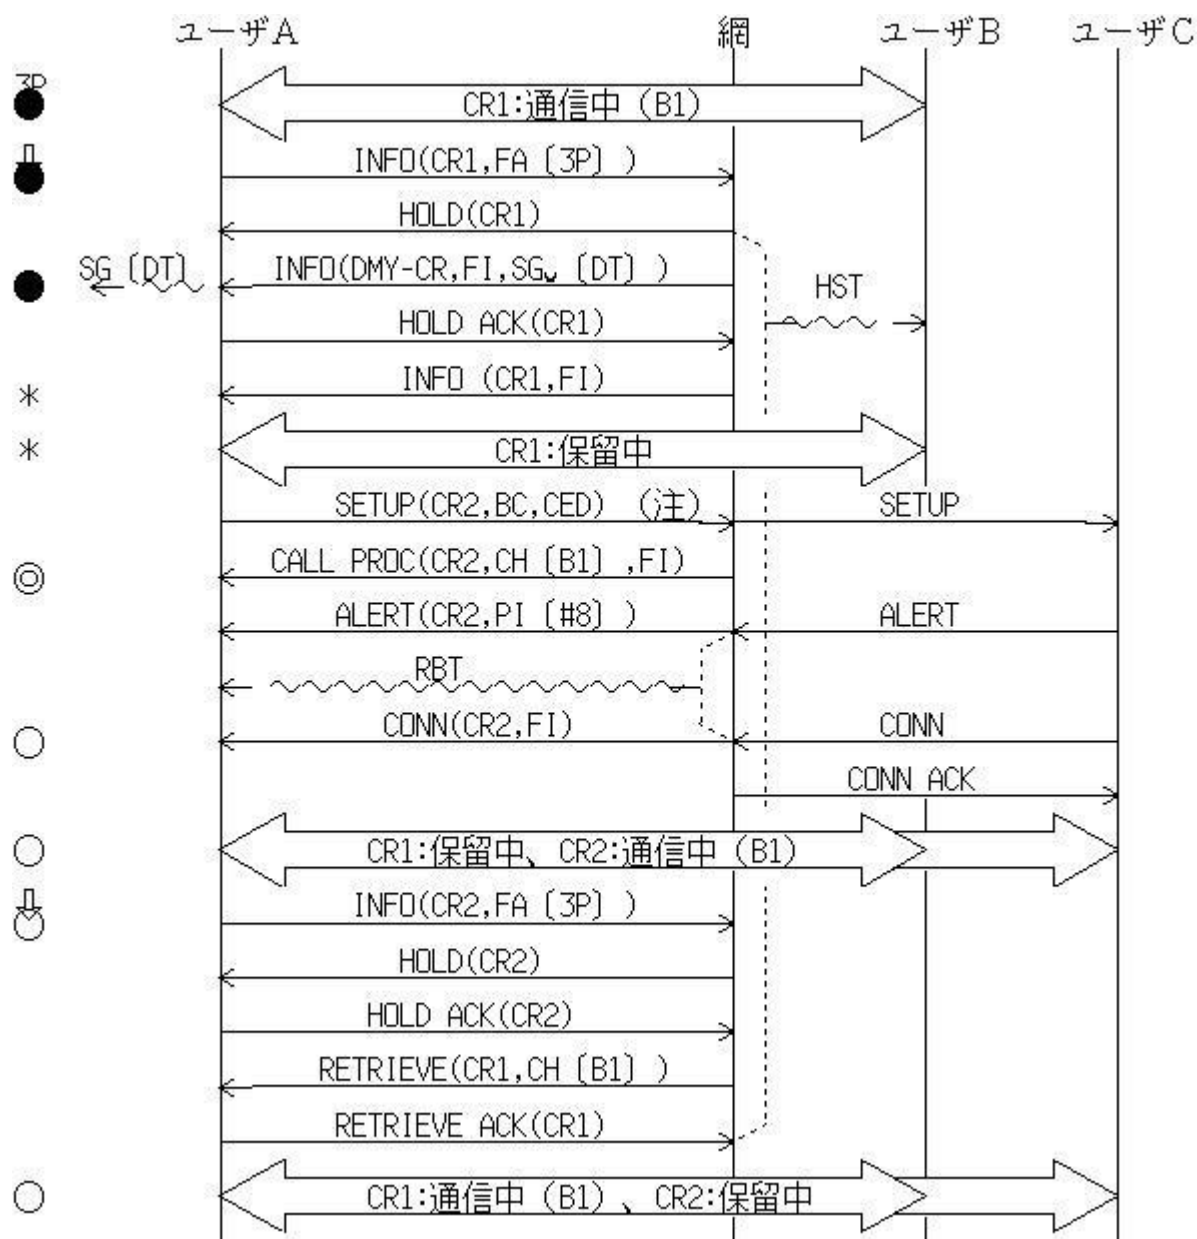 ユーザA 網 ユーザB ユーザC
3P
CR1:通信中 (B1)
INFO(CR1,FA [3P] )
HOLD(CR1)
SG [DT] INFO(DMY-CR,FI,SG, [DT] )
HST
HOLD ACK(CR1)
INFO (CR1,FI)
*
CR1:保留中
*
SETUP(CR2,BC,CED) (注) SETUP
CALL PROC(CR2,CH [B1] ,FI)
ALERT(CR2,PI [#8] ) ALERT
RBT
CONN(CR2,FI) CONN
CONN ACK
CR1:保留中、CR2:通信中 (B1)
INFO(CR2,FA [3P] )
HOLD(CR2)
HOLD ACK(CR2)
RETRIEVE(CR1,CH [B1] )
RETRIEVE ACK(CR1)
CR1:通信中 (B1) 、CR2:保留中